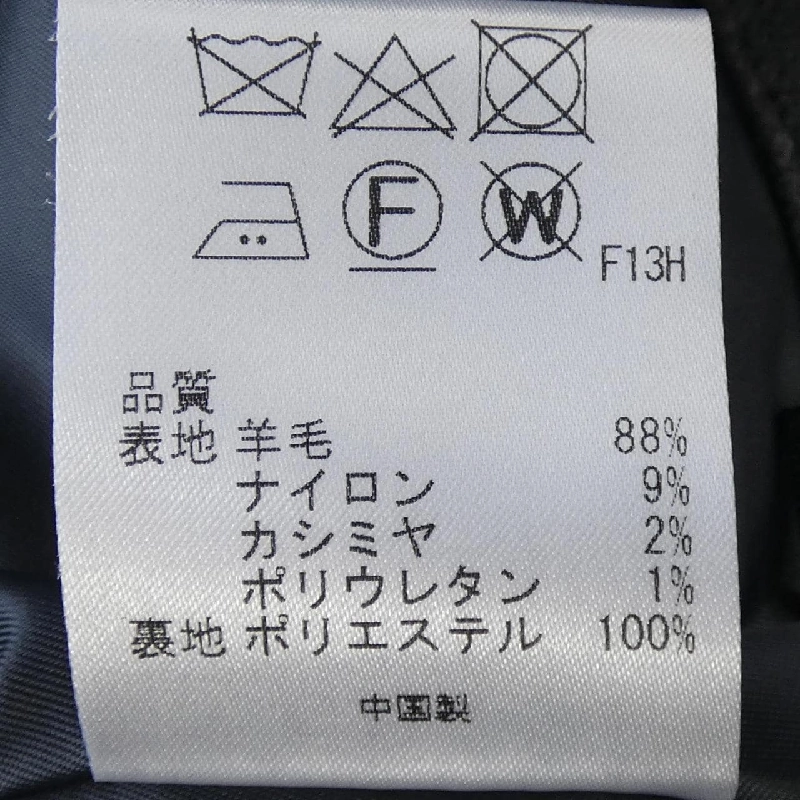 F W F13H
品質
表地 羊毛 88%
ナイロン 9%
カシミヤ 2%
ポリウレタン 1%
裏地 ポリエステル 100%
中国製